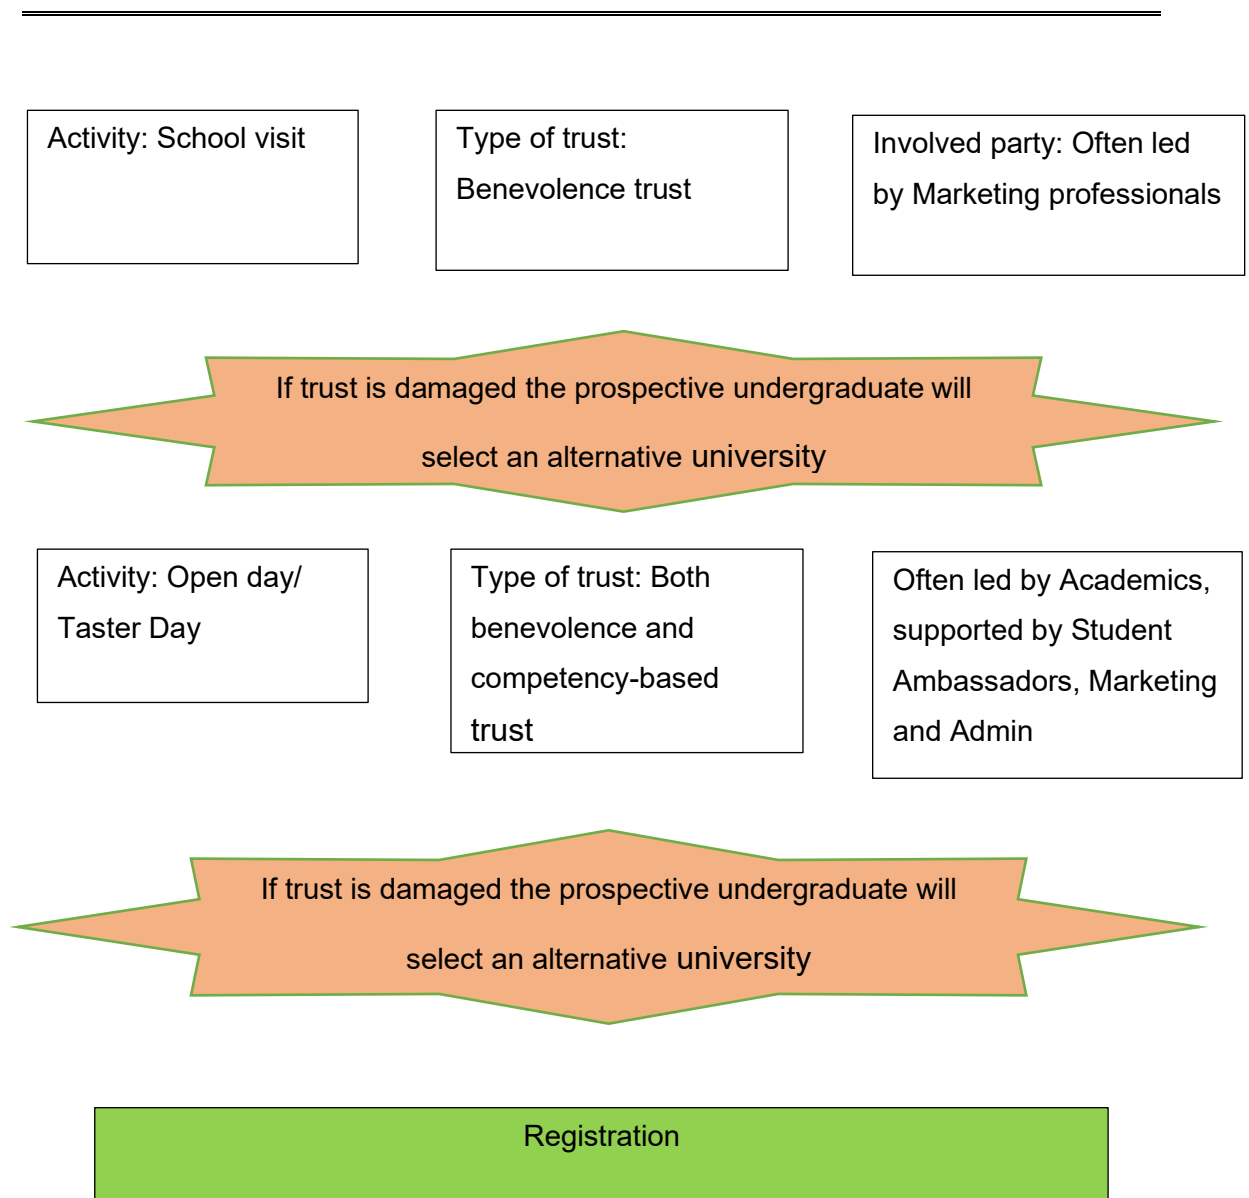 Activity: School visit
Type of trust:
Benevolence trust
Involved party: Often led
by Marketing professionals
If trust is damaged the prospective undergraduate will
select an alternative university
Activity: Open day/
Taster Day
Type of trust: Both
benevolence and
competency-based
trust
Often led by Academics,
supported by Student
Ambassadors, Marketing
and Admin
If trust is damaged the prospective undergraduate will
select an alternative university
Registration